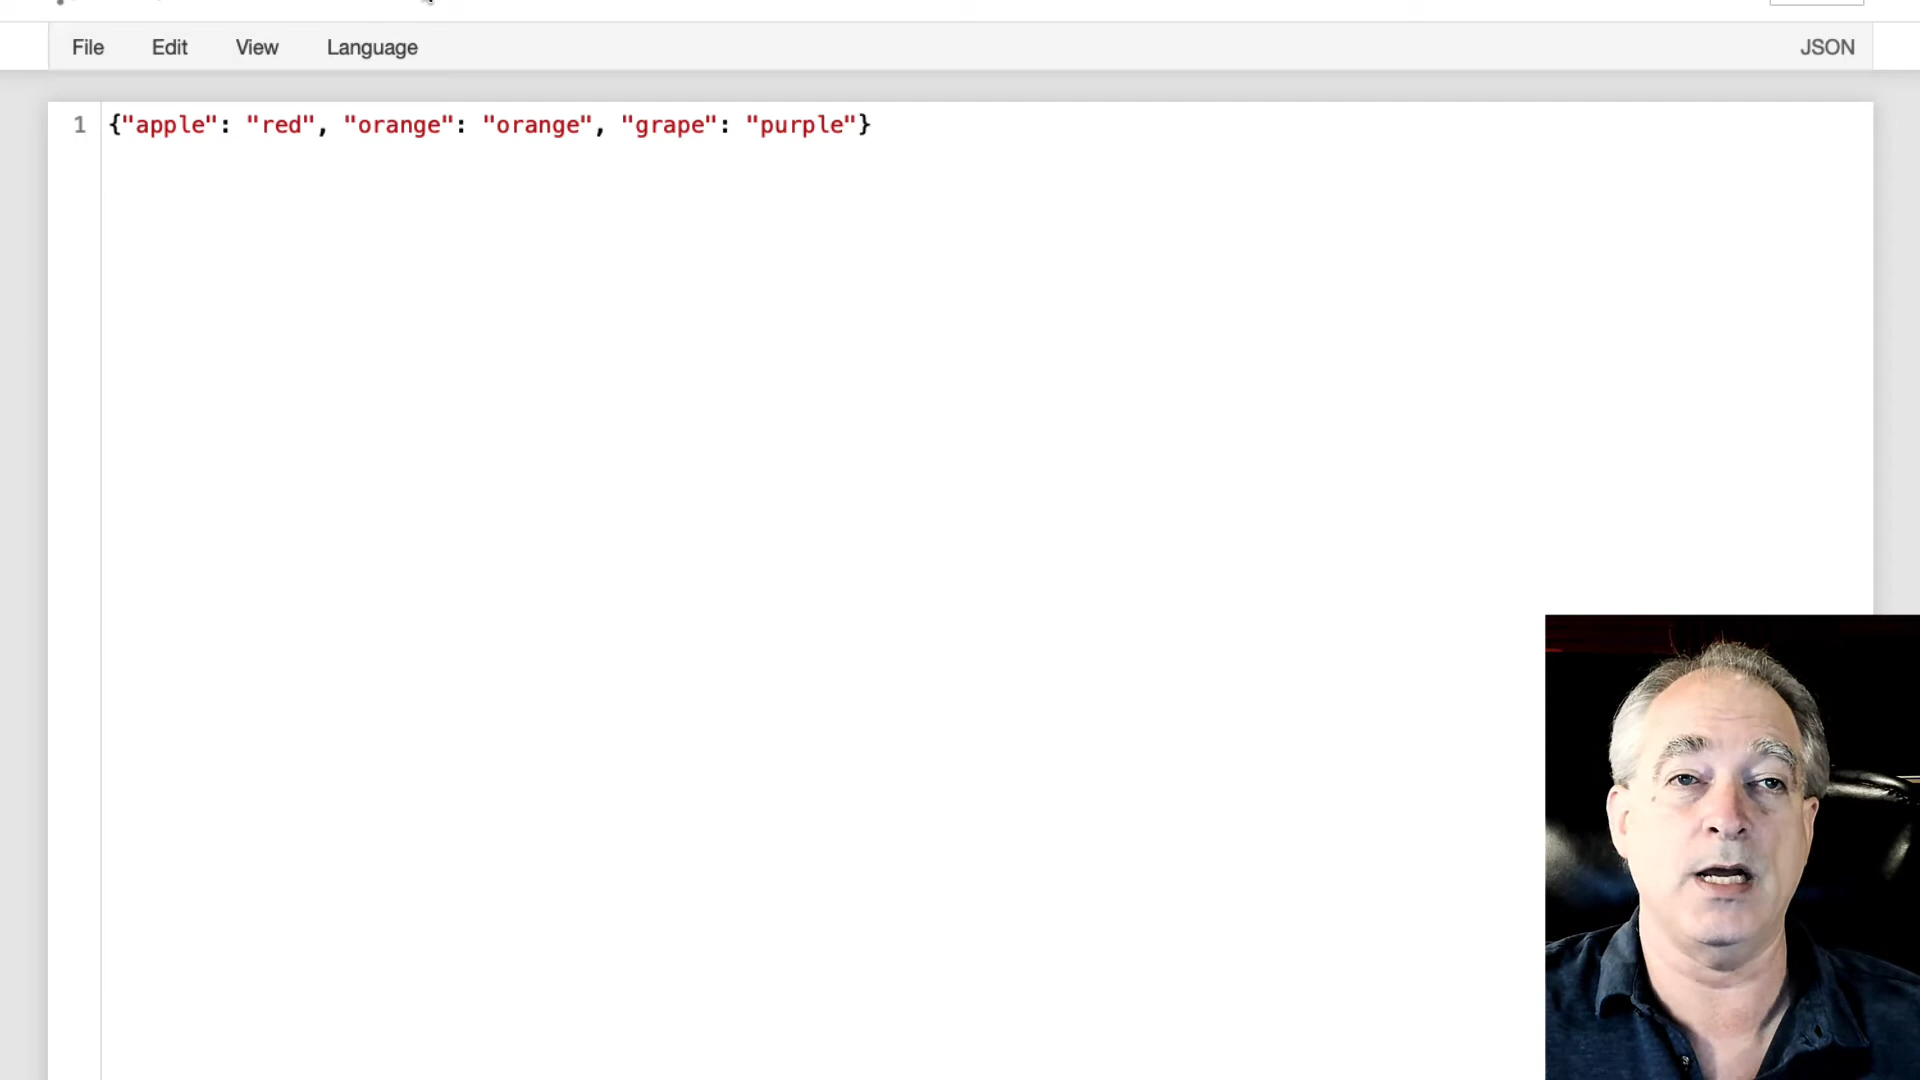 File Edit View Language JSON
1 {"apple": "red", "orange": "orange", "grape": "purple"}